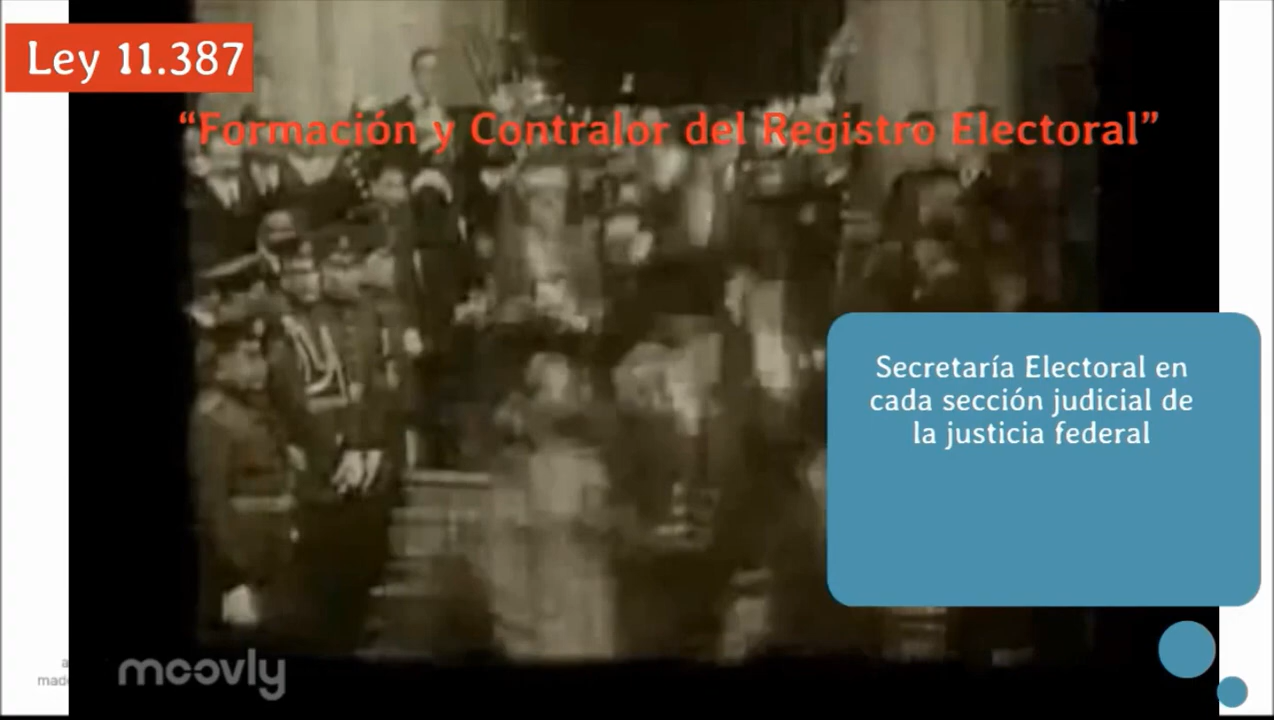 Ley 11.387
“Formación y Contralor del Registro Electoral”
Secretaría Electoral en
cada sección judicial de
la justicia federal
moovly